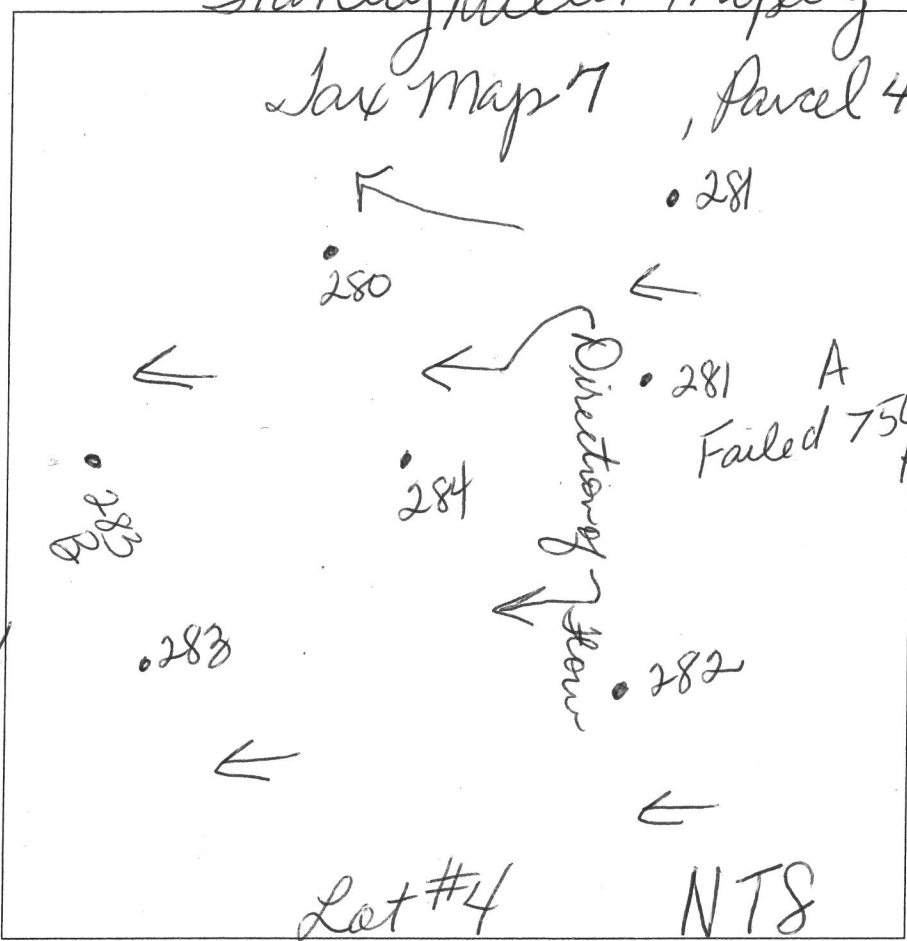 Tax Map 7 , Parcel 4
281
280
281 A
Failed
284
283
B
283
282
Direction of Flow
Lot #4 NTS